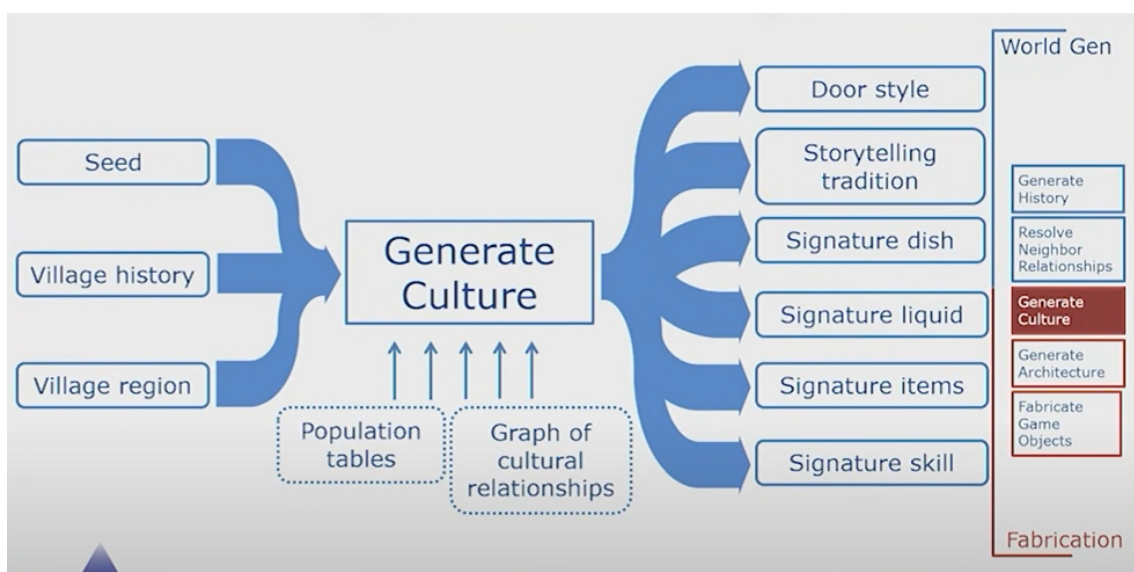 Seed
Village history
Village region
Generate
Culture
Population
tables
Graph of
cultural
relationships
Door style
Storytelling
tradition
Signature dish
Signature liquid
Signature items
Signature skill
World Gen
Generate
History
Resolve
Neighbor
Relationships
Generate
Culture
Generate
Architecture
Fabricate
Game
Objects
Fabrication